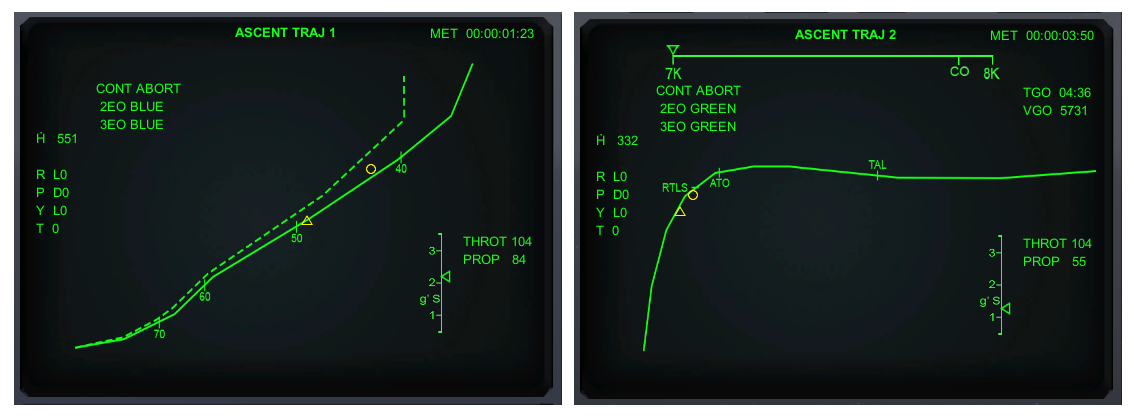 ASCENT TRAJ 1
MET 00:00:01:23
CONT ABORT
2EO BLUE
3EO BLUE
Ḣ 551
R L0
P D0
Y L0
T 0
40
50
60
70
THROT 104
PROP 84
3
2
g'S
1
ASCENT TRAJ 2
MET 00:00:03:50
7K
CO
8K
CONT ABORT
2EO GREEN
3EO GREEN
TGO 04:36
VGO 5731
Ḣ 332
R L0
P D0
Y L0
T 0
RTLS
ATO
TAL
THROT 104
PROP 55
3
2
g'S
1